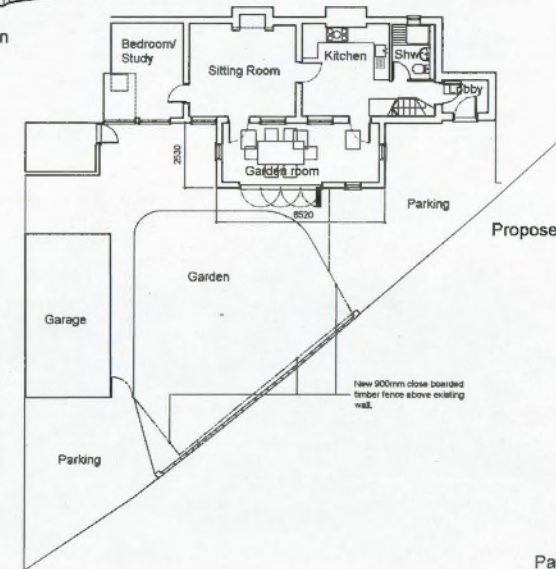 n
Bedroom/
Study
Sitting Room
Kitchen
Shw
Lobby
2530
Garden room
6520
Parking
Propose
Garden
Garage
New 900mm close boarded
timber fence above existing
wall.
Parking
Pa